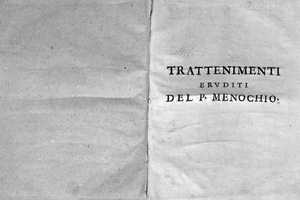 TRATTENIMENTI
ERVDITI
DEL P. MENOCHIO.